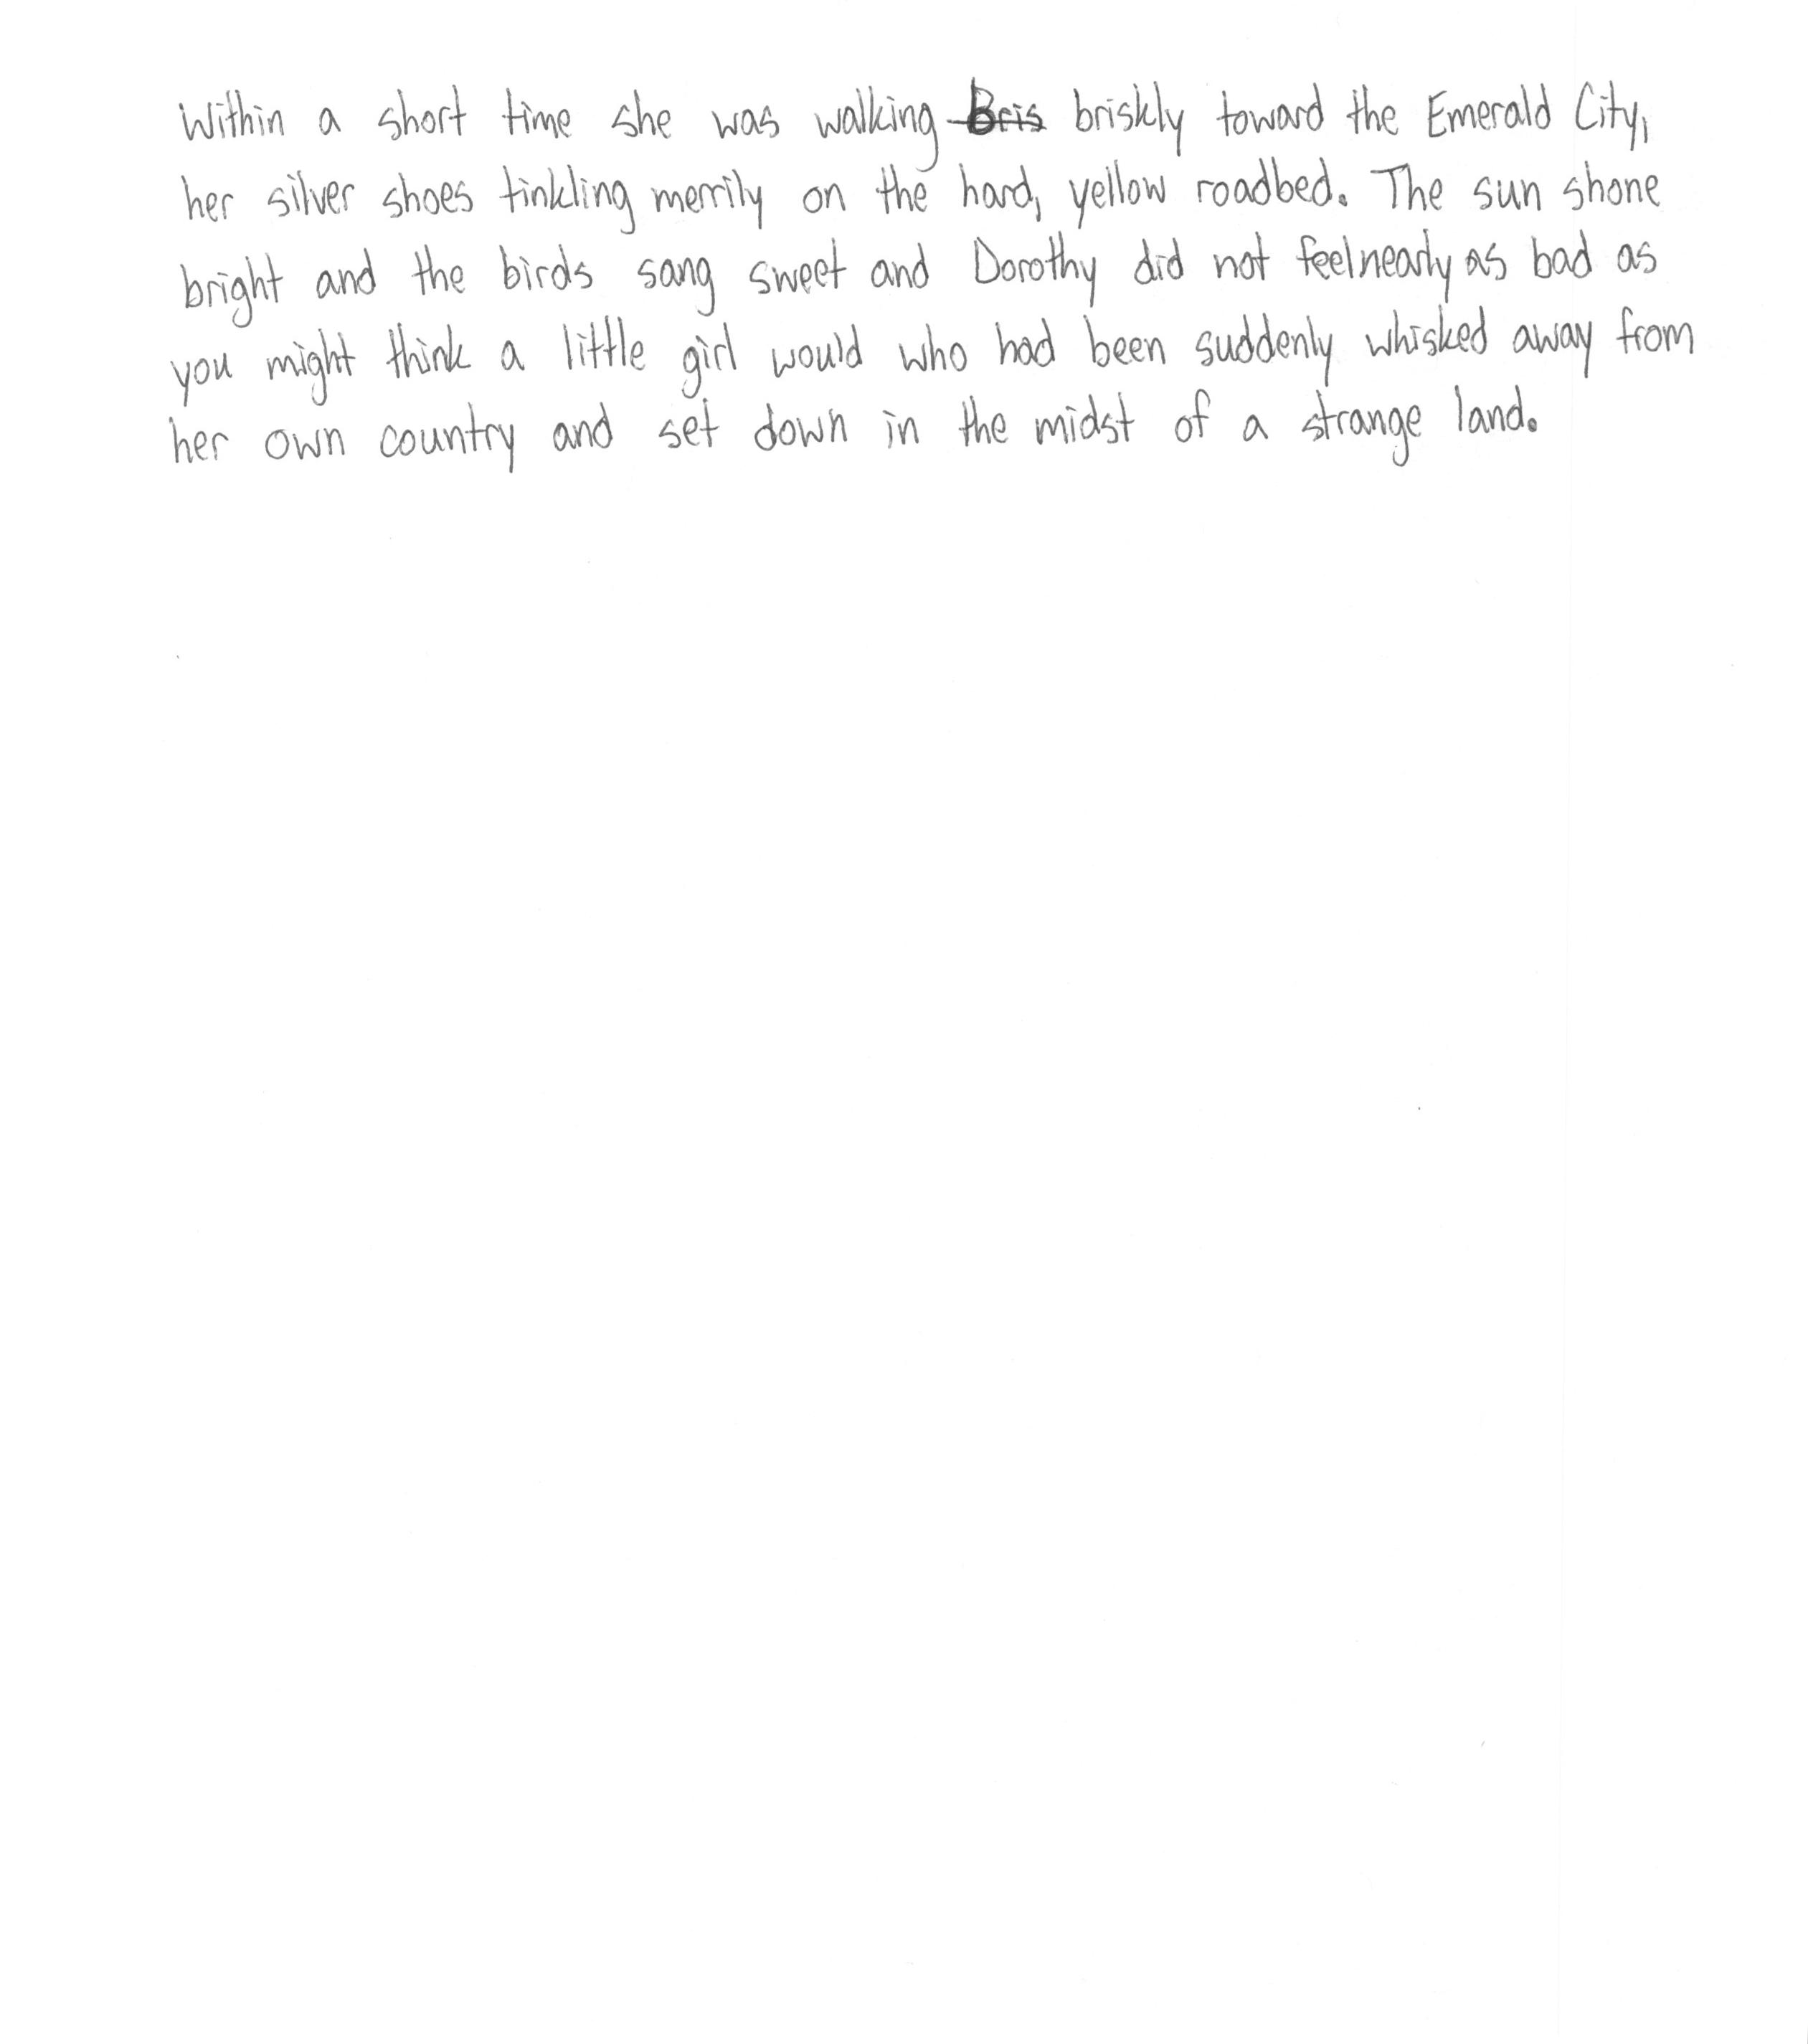 Within a short time she was walking Bris briskly toward the Emerald City,
her silver shoes tinkling merrily on the hard, yellow roadbed. The sun shone
bright and the birds sang sweet and Dorothy did not feel nearly as bad as
you might think a little girl would who had been suddenly whisked away from
her own country and set down in the midst of a strange land.